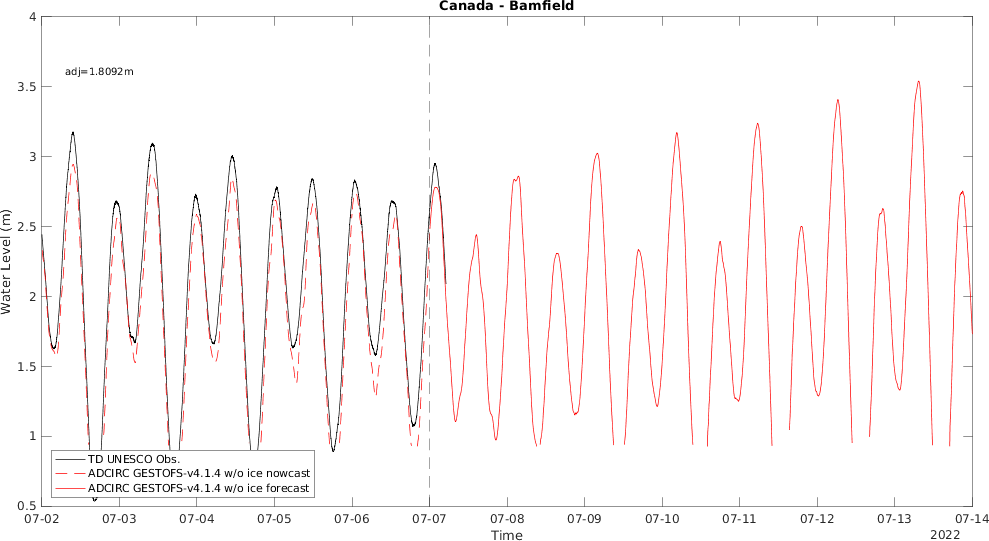 Canada - Bamfield
4
adj=1.8092m
3.5
3
2.5
2
1.5
1
0.5
Water Level (m)
TD UNESCO Obs.
ADCIRC GESTOFS-v4.1.4 w/o ice nowcast
ADCIRC GESTOFS-v4.1.4 w/o ice forecast
07-02 07-03 07-04 07-05 07-06 07-07 07-08 07-09 07-10 07-11 07-12 07-13 07-14
Time
2022